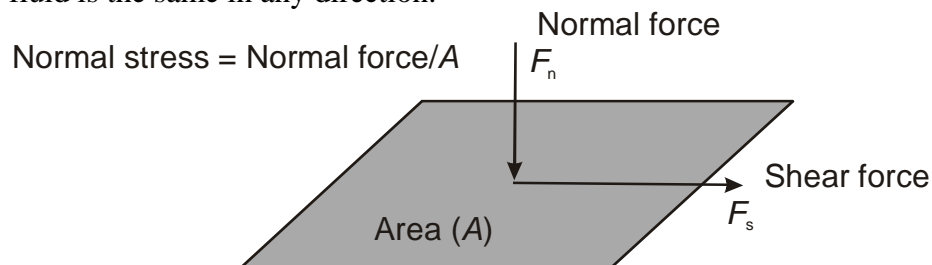 fluid is the same in any direction.
Normal force
Normal stress = Normal force/A
Fn
Shear force
Fs
Area (A)